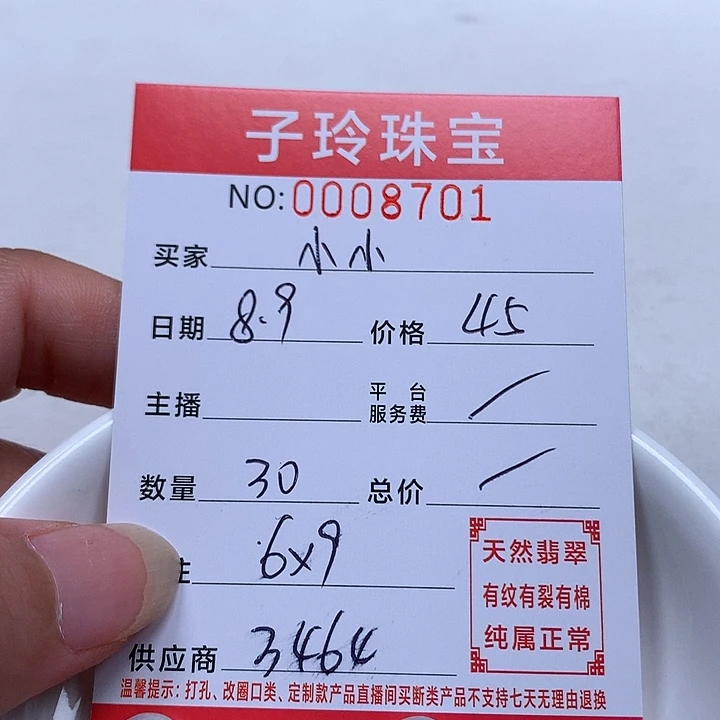 子玲珠宝
NO:0008701
买家 小小
日期 8.9 价格 45
主播 平台服务费 /
数量 30 总价 /
注 6x9
天然翡翠
有纹有裂有棉
纯属正常
供应商 3464
温馨提示:打孔、改圈口类、定制款产品直播间买断类产品不支持七天无理由退换